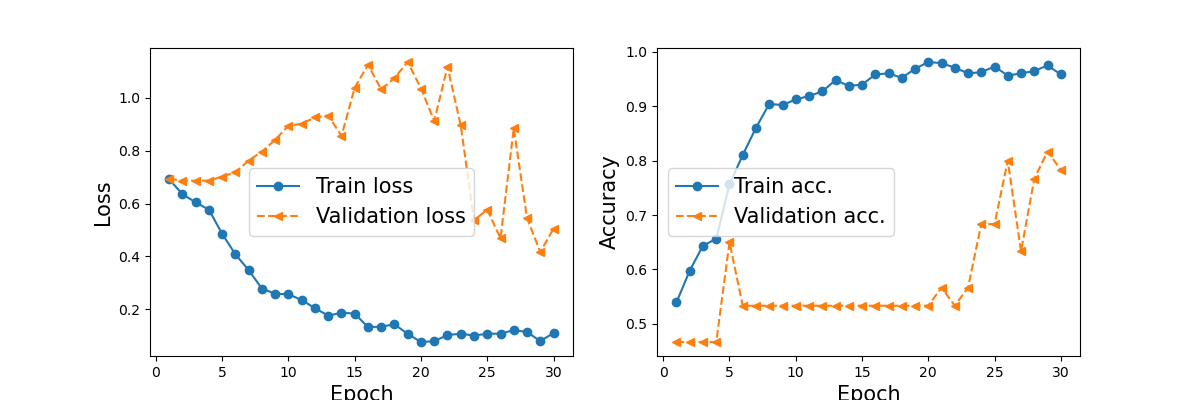 Loss
1.0
0.8
0.6
0.4
0.2
0 5 10 15 20 25 30
Epoch
Train loss
Validation loss
Accuracy
1.0
0.9
0.8
0.7
0.6
0.5
0 5 10 15 20 25 30
Epoch
Train acc.
Validation acc.